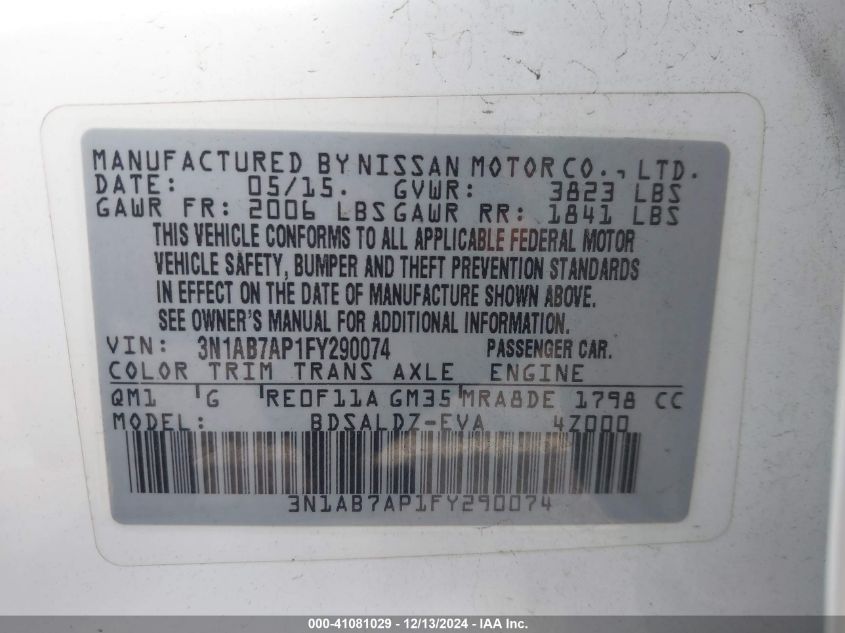 MANUFACTURED BY NISSAN MOTOR CO., LTD.
DATE: 05/15. GVWR: 3823 LBS
GAWR FR: 2006 LBS GAWR RR: 1841 LBS
THIS VEHICLE CONFORMS TO ALL APPLICABLE FEDERAL MOTOR
VEHICLE SAFETY, BUMPER AND THEFT PREVENTION STANDARDS
IN EFFECT ON THE DATE OF MANUFACTURE SHOWN ABOVE.
SEE OWNER'S MANUAL FOR ADDITIONAL INFORMATION.
VIN: 3N1AB7AP1FY290074 PASSENGER CAR.
COLOR TRIM TRANS AXLE ENGINE
QM1 G RE0F11A GM35 MRA8DE 1798 CC
MODEL: BDSALDZ-EVA 4Z000
3N1AB7AP1FY290074
000-41081029 - 12/13/2024 - IAA Inc.